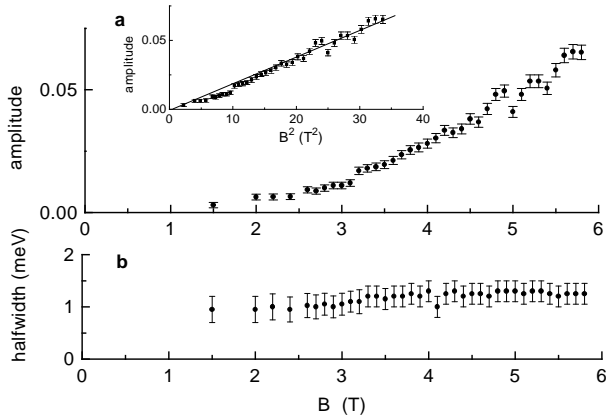 a
0.05
amplitude
0.00
0 10 20 30 40
B² (T²)
0.05
amplitude
0.00
0 1 2 3 4 5 6
b
2
1
0
halfwidth (meV)
0 1 2 3 4 5 6
B (T)